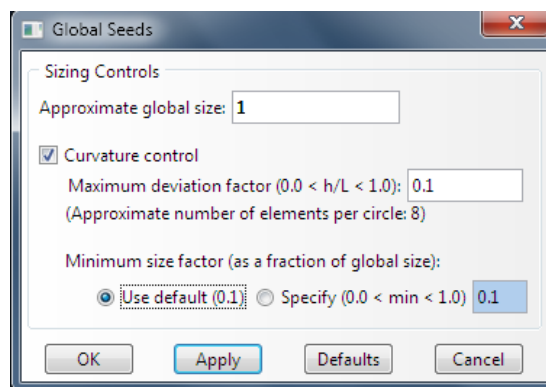 Global Seeds
Sizing Controls
Approximate global size: 1
Curvature control
Maximum deviation factor (0.0 < h/L < 1.0): 0.1
(Approximate number of elements per circle: 8)
Minimum size factor (as a fraction of global size):
Use default (0.1) Specify (0.0 < min < 1.0) 0.1
OK Apply Defaults Cancel